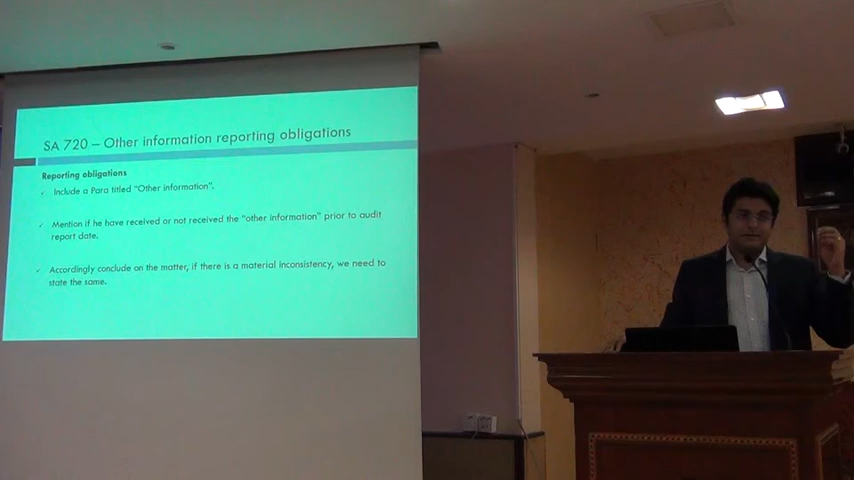 SA 720 – Other information reporting obligations
Reporting obligations
✓ Include a Para titled "Other information".
✓ Mention if he have received or not received the "other information" prior to audit
report date.
✓ Accordingly conclude on the matter, if there is a material inconsistency, we need to
state the same.